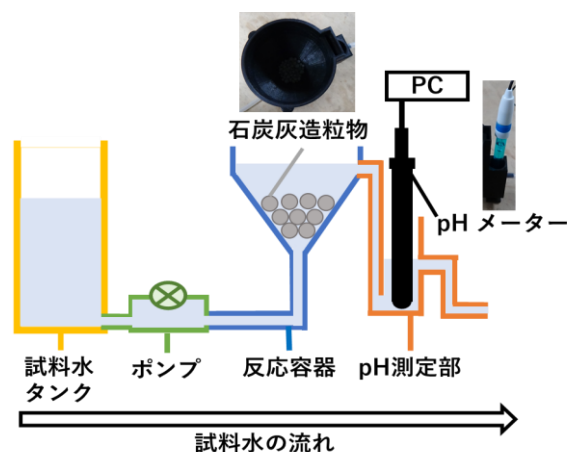 PC
石炭灰造粒物
pH メーター
試料水
タンク
ポンプ
反応容器
pH測定部
試料水の流れ